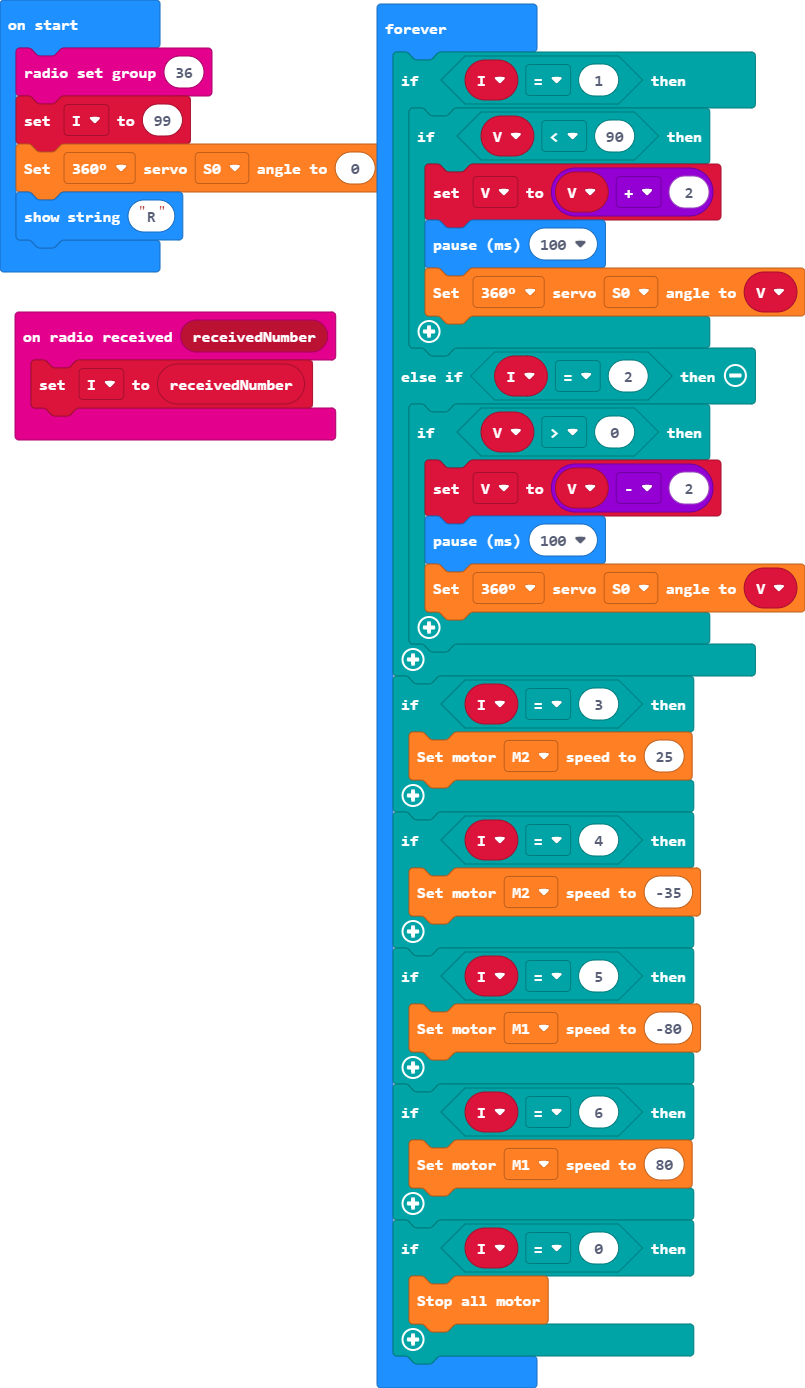 on start
radio set group 36
set I to 99
Set 360º servo S0 angle to 0
show string "R"
on radio received receivedNumber
set I to receivedNumber
forever
if I = 1 then
if V < 90 then
set V to V + 2
pause (ms) 100
Set 360º servo S0 angle to V
else if I = 2 then
if V > 0 then
set V to V - 2
pause (ms) 100
Set 360º servo S0 angle to V
if I = 3 then
Set motor M2 speed to 25
if I = 4 then
Set motor M2 speed to -35
if I = 5 then
Set motor M1 speed to -80
if I = 6 then
Set motor M1 speed to 80
if I = 0 then
Stop all motor